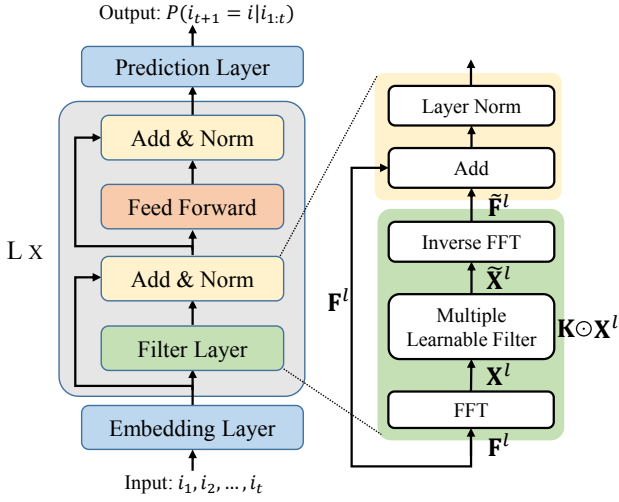 Output: P(i_{t+1} = i|i_{1:t})
Prediction Layer
Add & Norm
Feed Forward
L x
Add & Norm
Filter Layer
Embedding Layer
Input: i_1, i_2, ..., i_t
Layer Norm
Add
F̃^l
Inverse FFT
X̃^l
F^l
Multiple
Learnable Filter
K⊙X^l
X^l
FFT
F^l